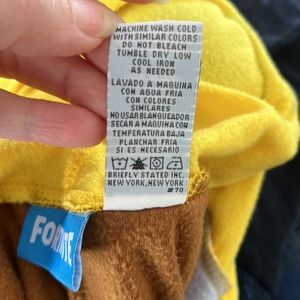 MACHINE WASH COLD
WITH SIMILAR COLORS
DO NOT BLEACH
TUMBLE DRY LOW
COOL IRON
AS NEEDED
LAVADO A MAQUINA
CON AGUA FRIA
CON COLORES
SIMILARES
NO USAR BLANQUEADOR
SECAR A MAQUINA CON
TEMPERATURA BAJA
PLANCHAR FRIA
SI ES NECESARIO
BRIEFLY STATED INC.
NEW YORK, NEW YORK
#70